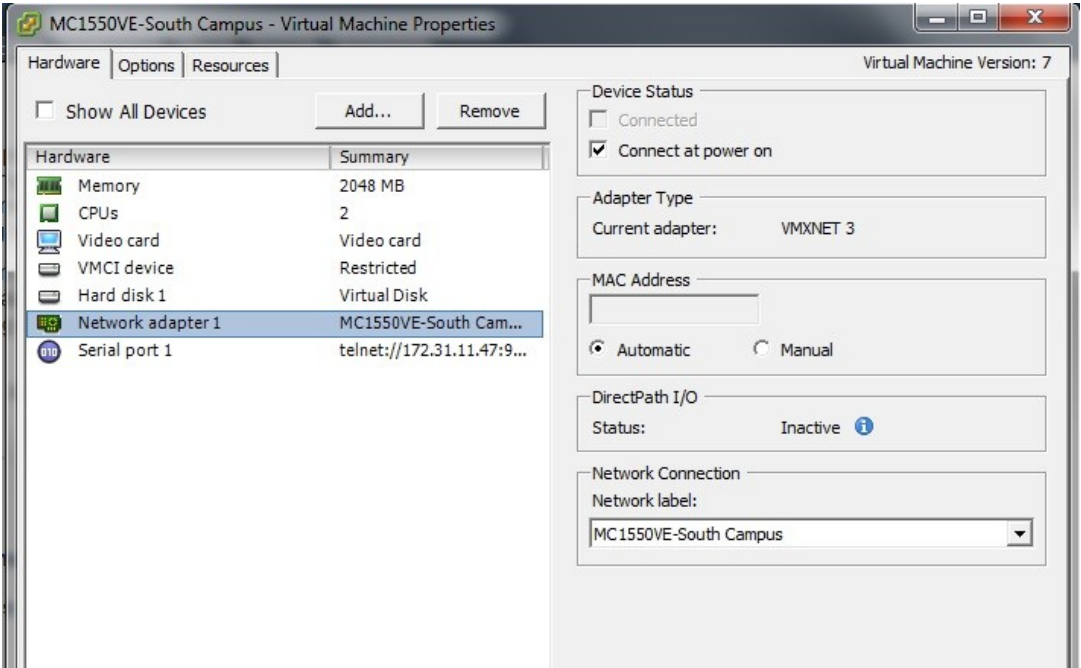 MC1550VE-South Campus - Virtual Machine Properties
Hardware Options Resources
Virtual Machine Version: 7
Show All Devices Add... Remove
Hardware Summary
Memory 2048 MB
CPUs 2
Video card Video card
VMCI device Restricted
Hard disk 1 Virtual Disk
Network adapter 1 MC1550VE-South Cam...
Serial port 1 telnet://172.31.11.47:9...
Device Status
Connected
Connect at power on
Adapter Type
Current adapter: VMXNET 3
MAC Address
Automatic Manual
DirectPath I/O
Status: Inactive
Network Connection
Network label:
MC1550VE-South Campus